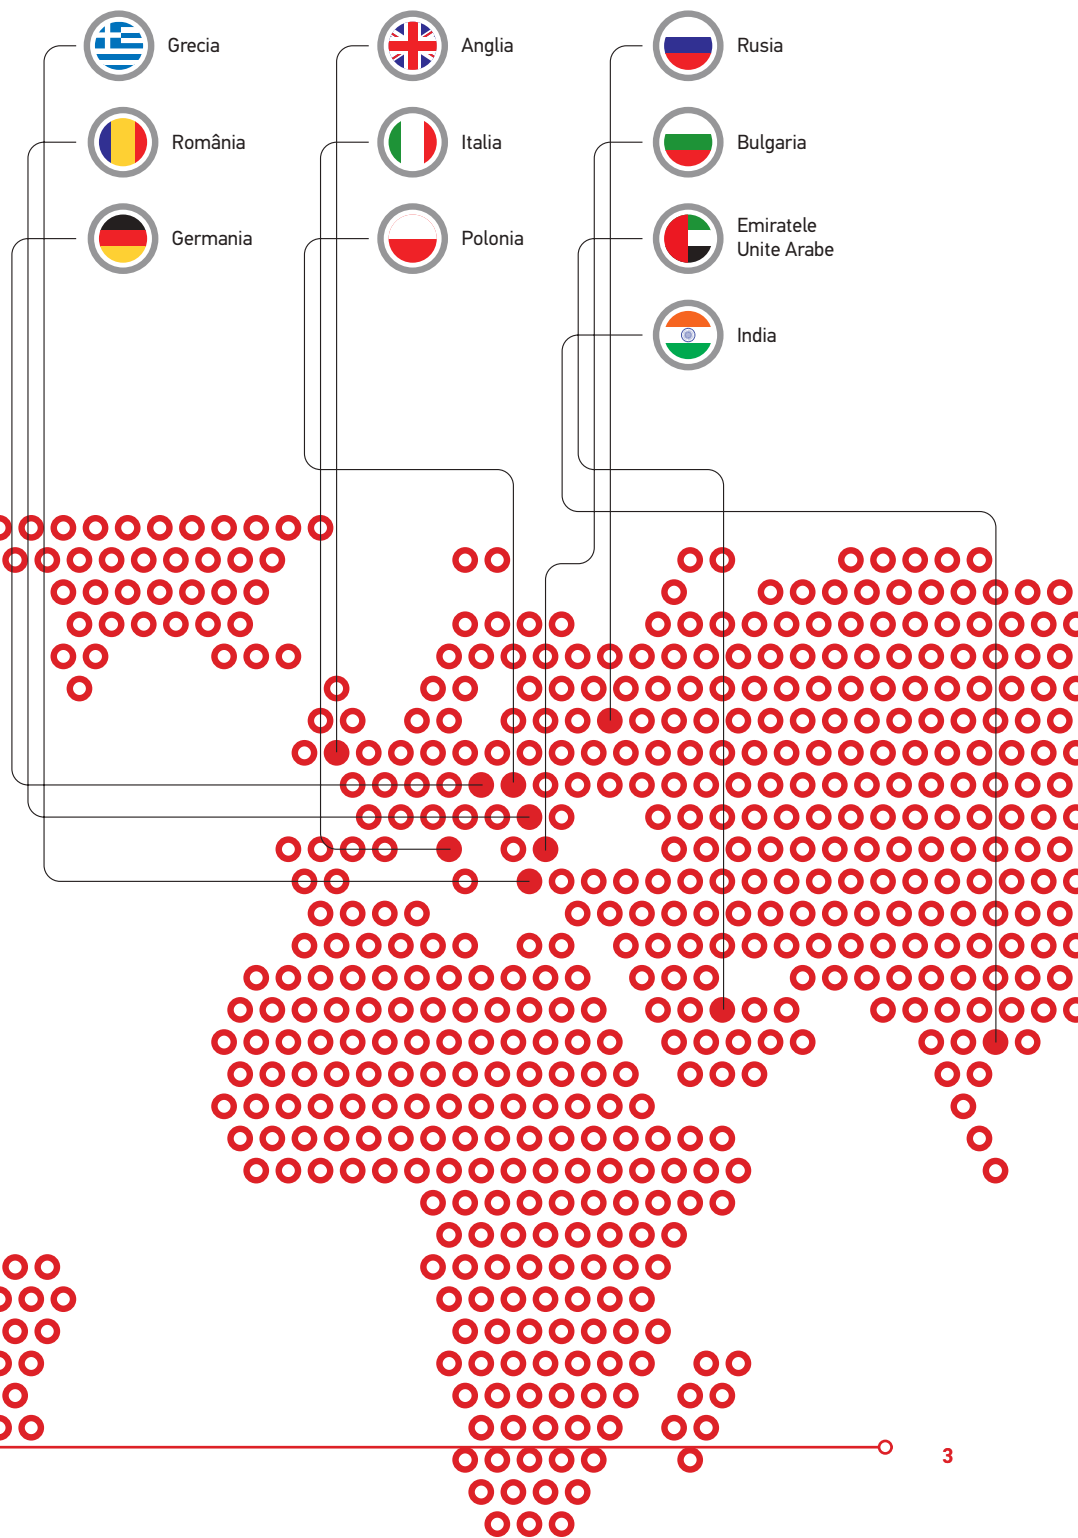 Grecia
România
Germania
Anglia
Italia
Polonia
Rusia
Bulgaria
Emiratele
Unite Arabe
India
3